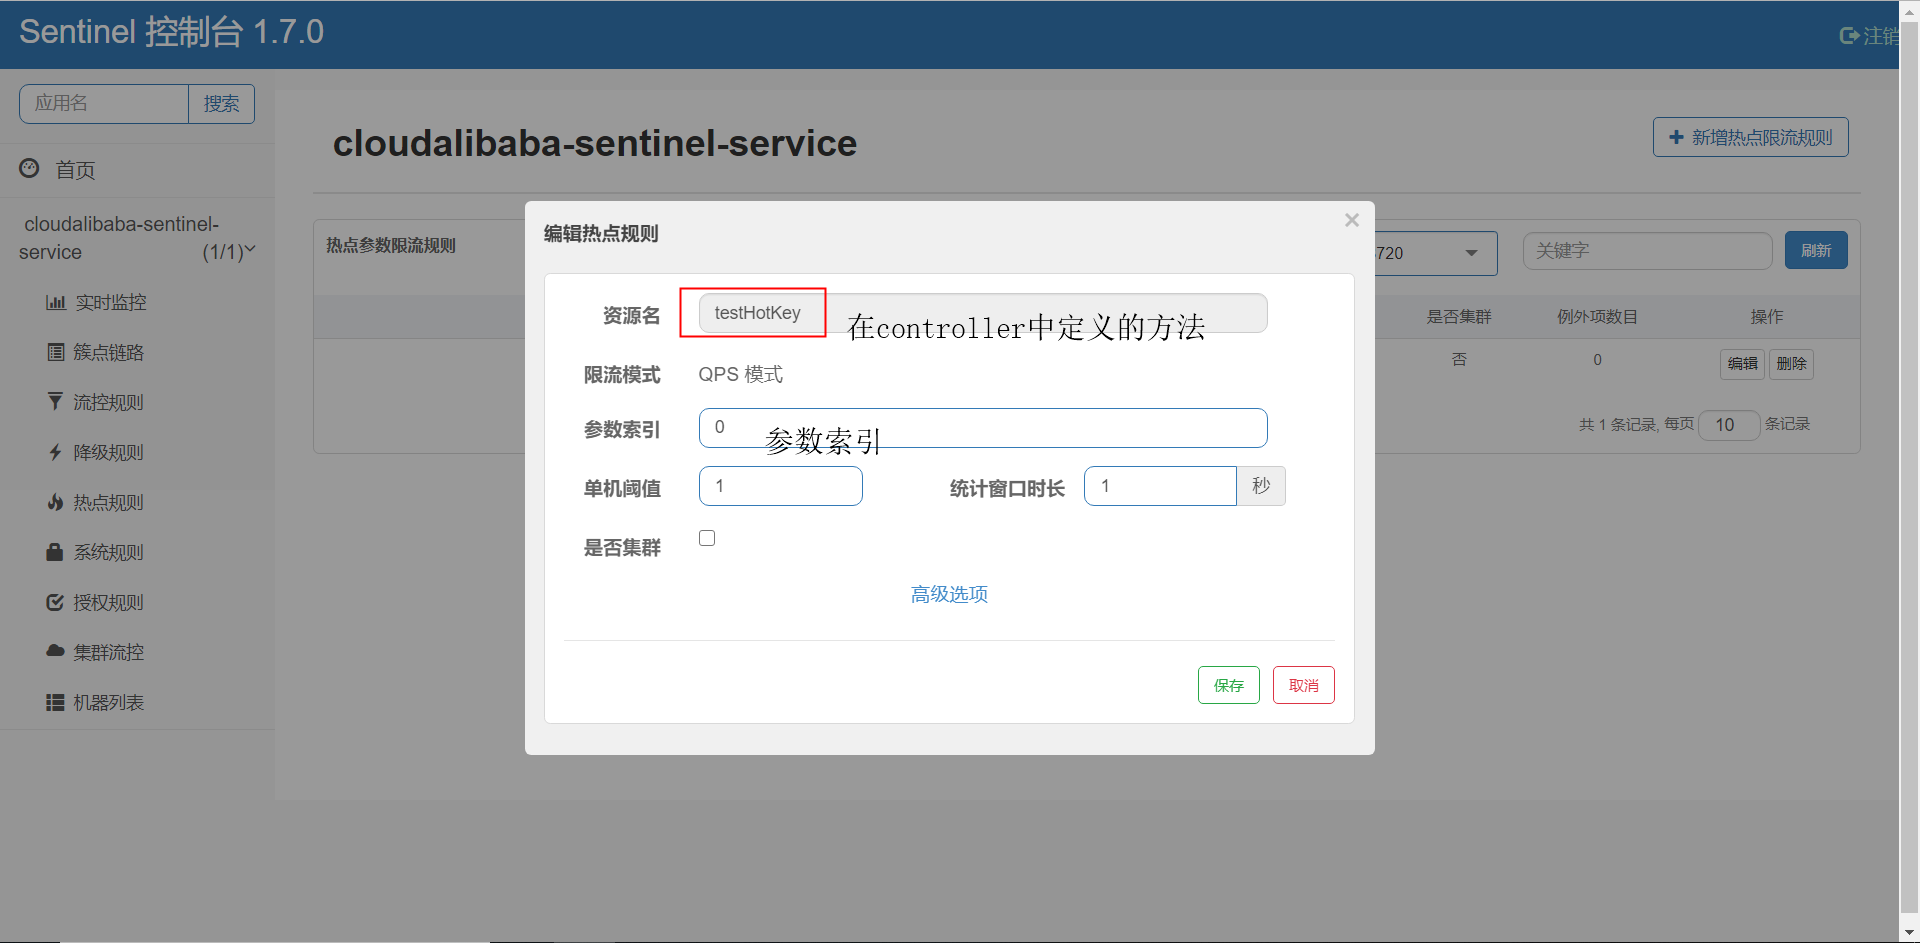 Sentinel 控制台 1.7.0
注销
应用名
搜索
cloudalibaba-sentinel-service
新增热点限流规则
首页
cloudalibaba-sentinel-
service (1/1)
实时监控
簇点链路
流控规则
降级规则
热点规则
系统规则
授权规则
集群流控
机器列表
热点参数限流规则
720
关键字
刷新
是否集群 例外项数目 操作
否 0 编辑 删除
共 1 条记录, 每页 10 条记录
编辑热点规则
×
资源名 testHotKey
在controller中定义的方法
限流模式 QPS 模式
参数索引 0
参数索引
单机阈值 1 统计窗口时长 1 秒
是否集群
高级选项
保存 取消